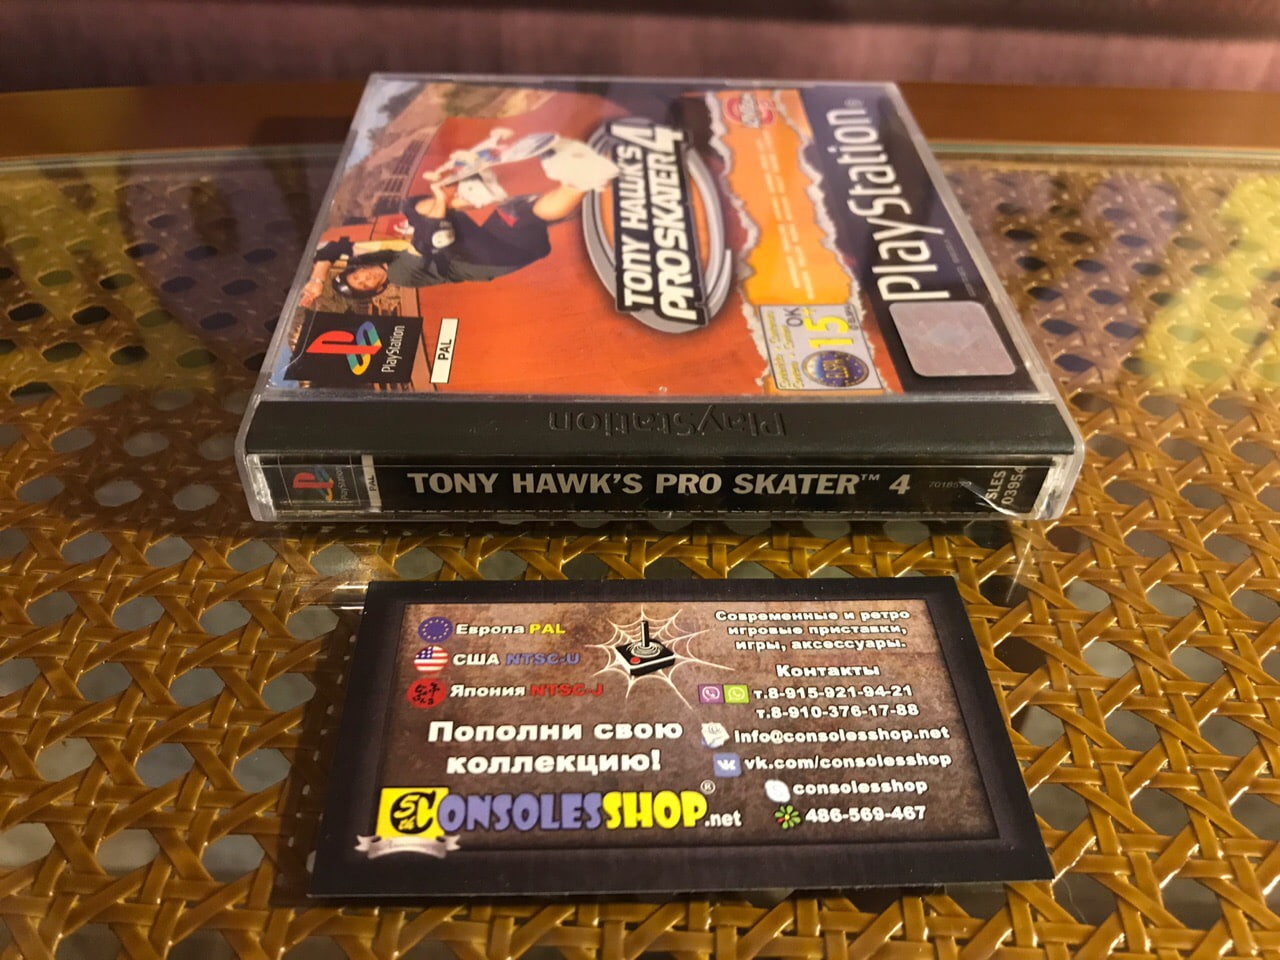 PlayStation®
TONY HAWK'S
PRO SKATER 4
PlayStation
PAL
15+
ELSPA
PlayStation
PAL
TONY HAWK'S PRO SKATER™ 4
SLES
03954
Европа PAL
США NTSC-U
Япония NTSC-J
Пополни свою
коллекцию!
CONSOLESSHOP®.net
Современные и ретро
игровые приставки,
игры, аксессуары.
Контакты
т.8-915-921-94-21
т.8-910-376-17-88
info@consolesshop.net
vk.com/consolesshop
consolesshop
486-569-467